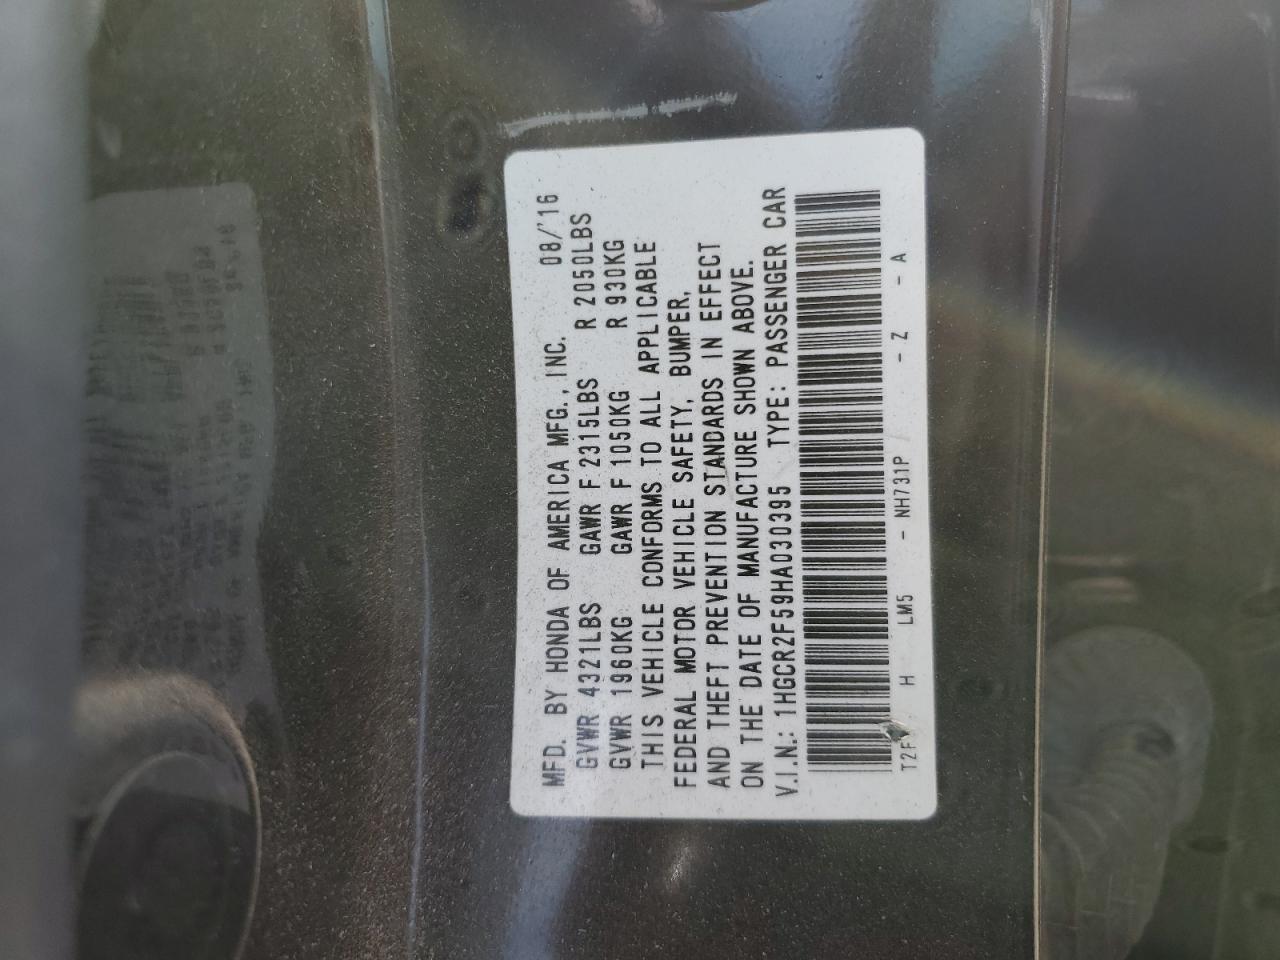 MFD. BY HONDA OF AMERICA MFG., INC. 08/'16
GVWR 4321LBS GAWR F 2315LBS R 2050LBS
GVWR 1960KG GAWR F 1050KG R 930KG
THIS VEHICLE CONFORMS TO ALL APPLICABLE
FEDERAL MOTOR VEHICLE SAFETY, BUMPER,
AND THEFT PREVENTION STANDARDS IN EFFECT
ON THE DATE OF MANUFACTURE SHOWN ABOVE.
V.I.N.: 1HGCR2F59HA030395 TYPE: PASSENGER CAR
H LM5 - NH731P - Z - A